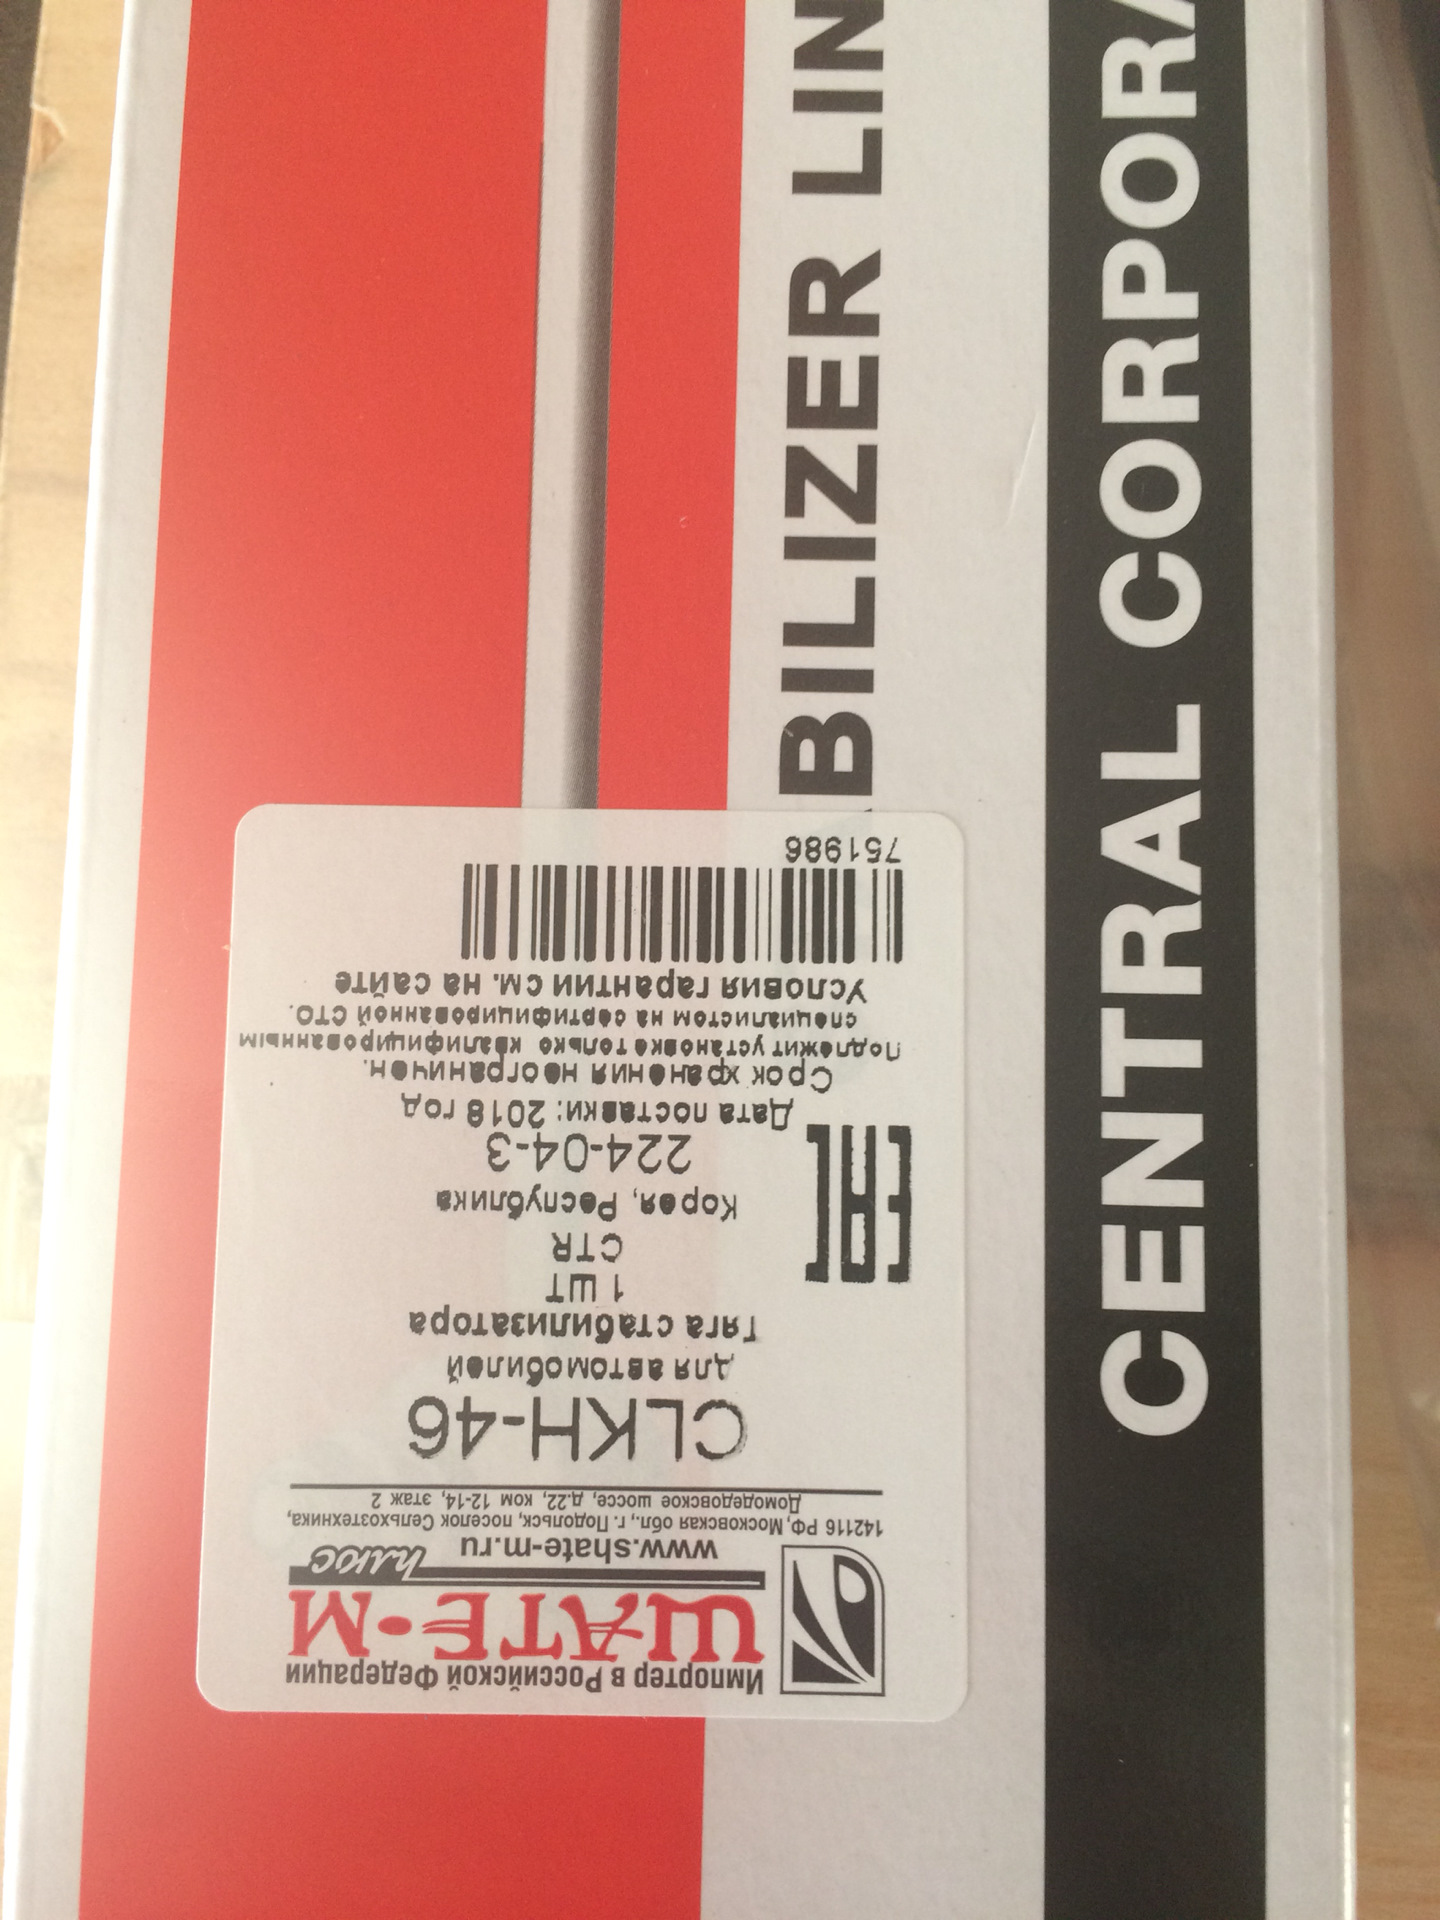 BILIZER LIN
CENTRAL CORPORA
Импортер в Российской Федерации
ШАТЕ-М
плюс
www.shate-m.ru
142116 РФ, Московская обл., г. Подольск, поселок Сельхозтехника,
Домодедовское шоссе, д.22, ком 12-14, этаж 2
CLKH-46
для автомобилей
Тяга стабилизатора
1 ШТ
CTR
Корея, Республика
224-04-3
EAC
Дата поставки: 2018 год
Срок хранения неограничен.
Подлежит установке только квалифицированным
специалистом на сертифицированной СТО.
Условия гарантии см. на сайте
751986